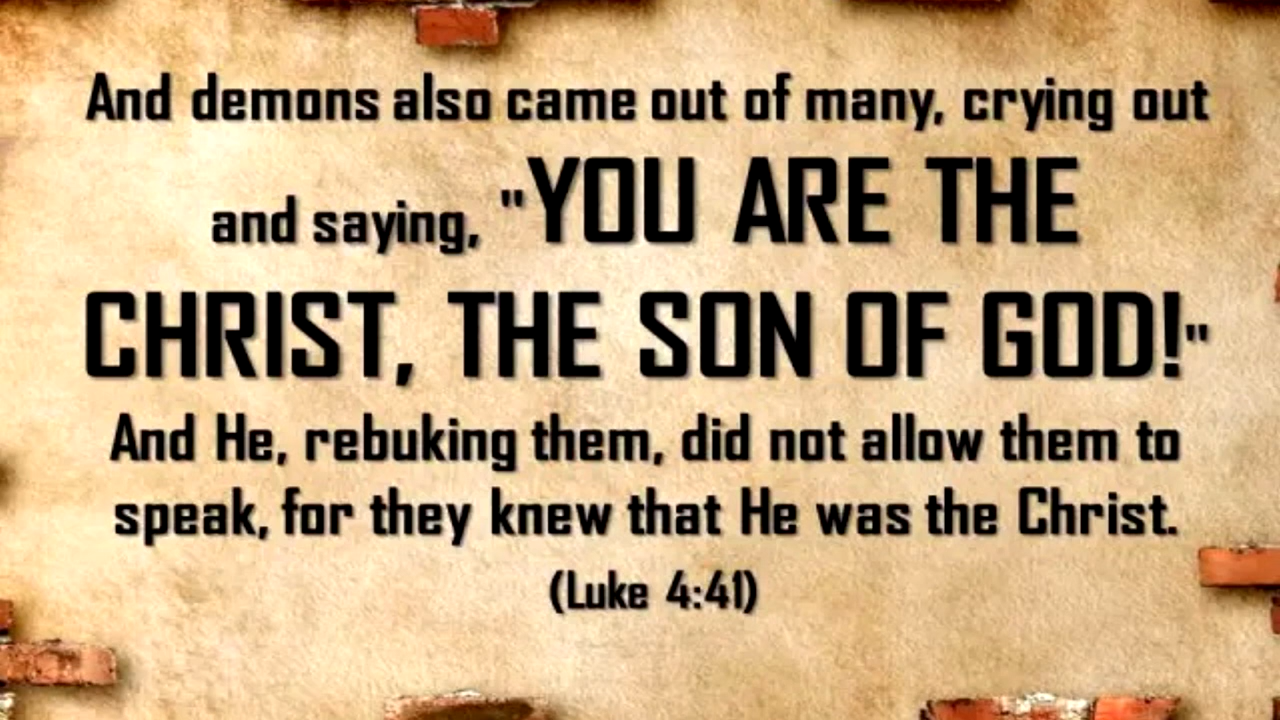 And demons also came out of many, crying out
and saying, "YOU ARE THE
CHRIST, THE SON OF GOD!"
And He, rebuking them, did not allow them to
speak, for they knew that He was the Christ.
(Luke 4:41)